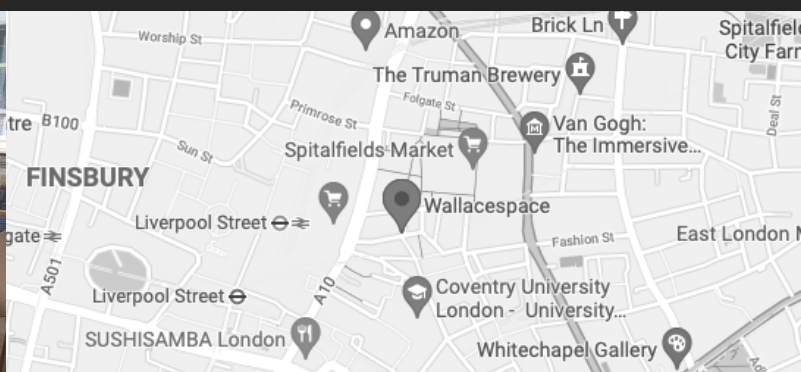 Worship St
Amazon
Brick Ln
Spitalfield
City Farm
The Truman Brewery
Folgate St
Primrose St
Deal St
tre
B100
Sun St
Spitalfields Market
Van Gogh:
The Immersive...
FINSBURY
Wallacespace
Liverpool Street
gate
Fashion St
East London M
A501
Liverpool Street
A10
Coventry University
London - University...
SUSHISAMBA London
Whitechapel Gallery